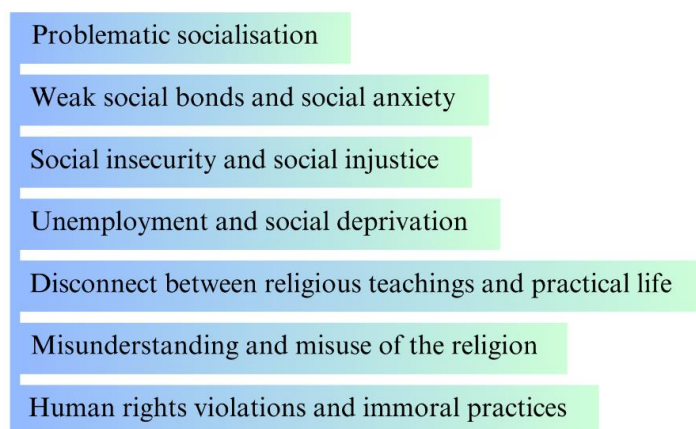 Problematic socialisation
Weak social bonds and social anxiety
Social insecurity and social injustice
Unemployment and social deprivation
Disconnect between religious teachings and practical life
Misunderstanding and misuse of the religion
Human rights violations and immoral practices